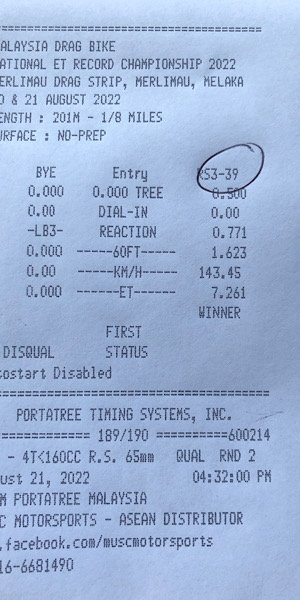 =====================================
ALAYSIA DRAG BIKE
ATIONAL ET RECORD CHAMPIONSHIP 2022
ERLIMAU DRAG STRIP, MERLIMAU, MELAKA
0 & 21 AUGUST 2022
ENGTH : 201M - 1/8 MILES
URFACE : NO-PREP
BYE Entry RS3-39
0.000 0.000 TREE 0.500
0.00 DIAL-IN 0.00
-LB3- REACTION 0.771
0.000 -----60FT----- 1.623
0.00 -----KM/H----- 143.45
0.000 ------ET------ 7.261
WINNER
FIRST
DISQUAL STATUS
tostart Disabled
=====================================
PORTATREE TIMING SYSTEMS, INC.
============ 189/190 ==========600214
- 4T<160CC R.S. 65mm QUAL RND 2
ust 21, 2022 04:32:00 PM
M PORTATREE MALAYSIA
C MOTORSPORTS - ASEAN DISTRIBUTOR
.facebook.com/muscmotorsports
16-6681490